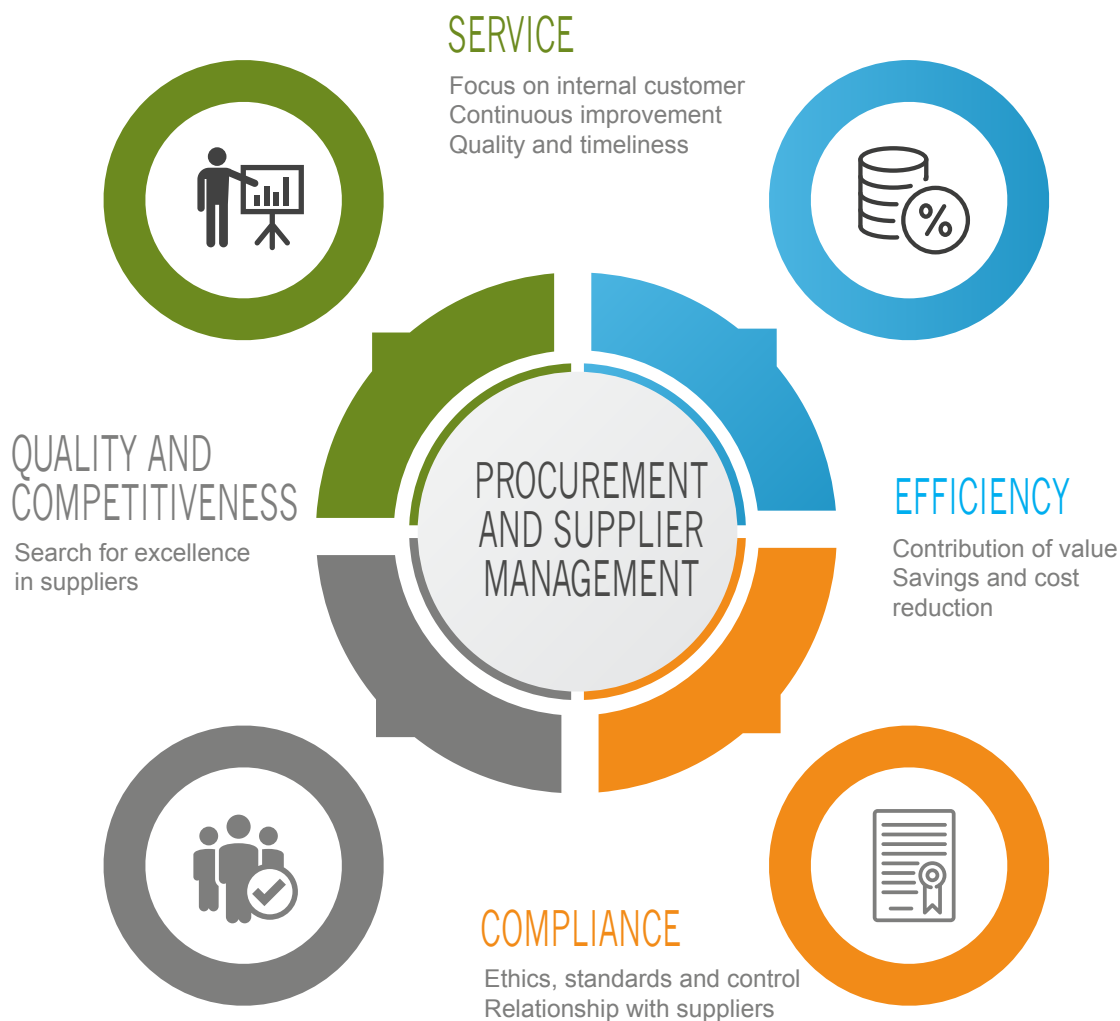 SERVICE
Focus on internal customer
Continuous improvement
Quality and timeliness
%
QUALITY AND
COMPETITIVENESS
Search for excellence
in suppliers
PROCUREMENT
AND SUPPLIER
MANAGEMENT
EFFICIENCY
Contribution of value
Savings and cost
reduction
COMPLIANCE
Ethics, standards and control
Relationship with suppliers